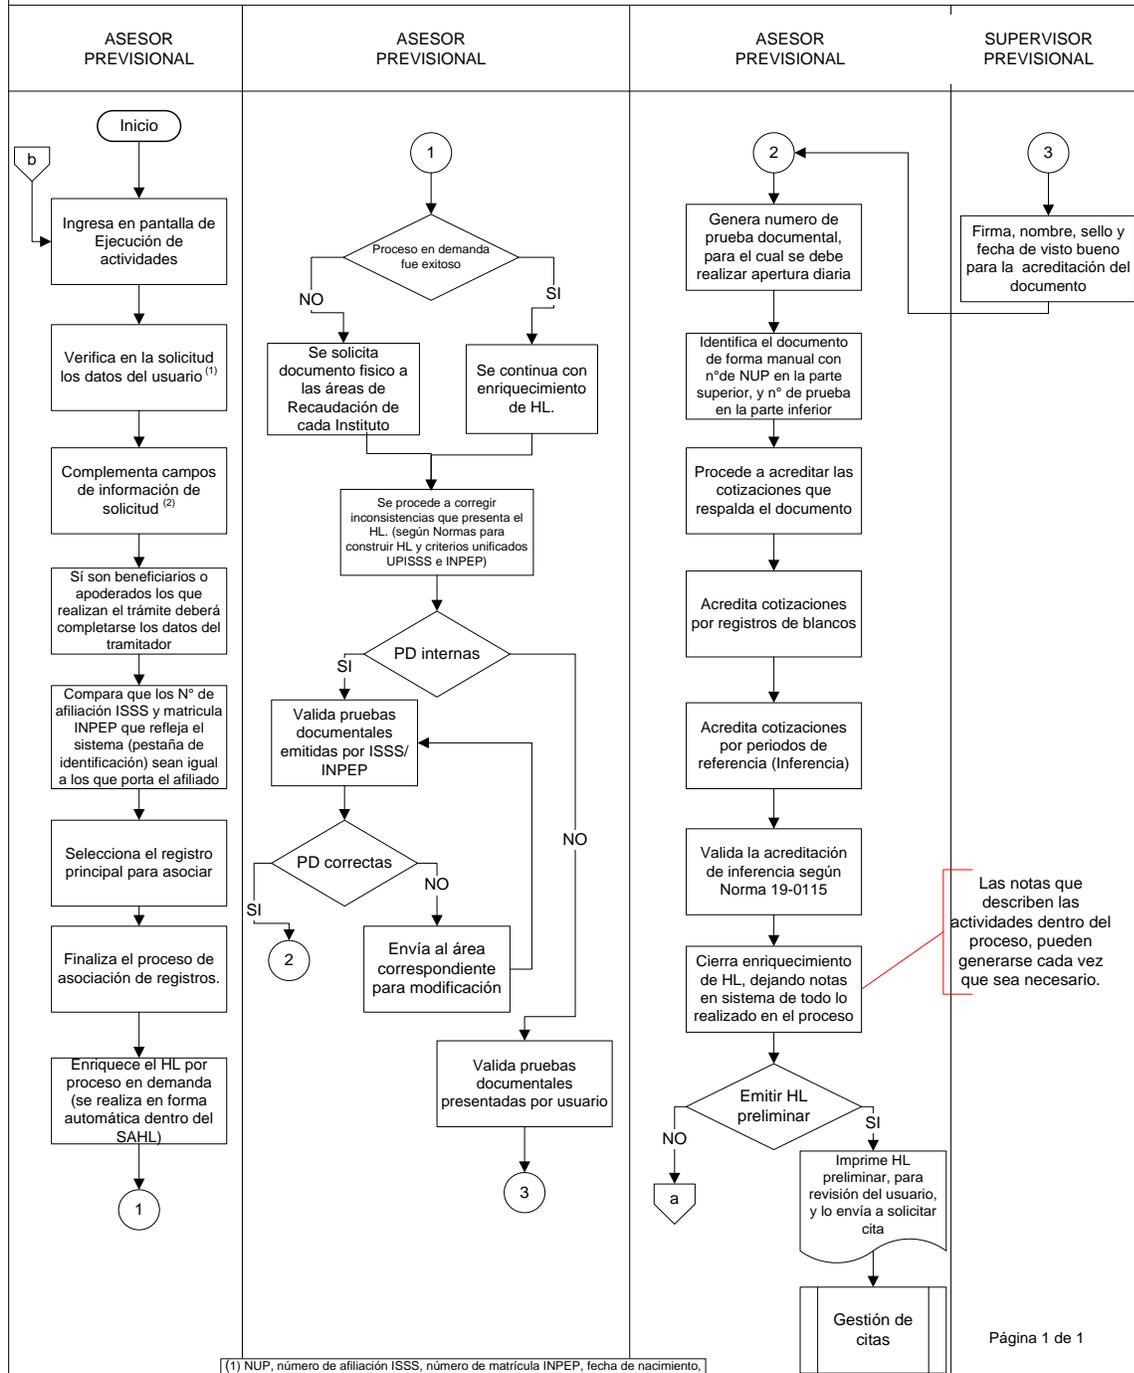 ASESOR
PREVISIONAL
ASESOR
PREVISIONAL
ASESOR
PREVISIONAL
SUPERVISOR
PREVISIONAL
Inicio
b
Ingresa en pantalla de
Ejecución de
actividades
Verifica en la solicitud
los datos del usuario (1)
Complementa campos
de información de
solicitud (2)
Sí son beneficiarios o
apoderados los que
realizan el trámite deberá
completarse los datos del
tramitador
Compara que los N° de
afiliación ISSS y matricula
INPEP que refleja el
sistema (pestaña de
identificación) sean igual
a los que porta el afiliado
Selecciona el registro
principal para asociar
Finaliza el proceso de
asociación de registros.
Enriquece el HL por
proceso en demanda
(se realiza en forma
automática dentro del
SAHL)
1
1
Proceso en demanda
fue exitoso
NO
SI
Se solicita
documento fisico a
las áreas de
Recaudación de
cada Instituto
Se continua con
enriquecimiento
de HL.
Se procede a corregir
inconsistencias que presenta el
HL. (según Normas para
construir HL y criterios unificados
UPISSS e INPEP)
PD internas
SI
NO
Valida pruebas
documentales
emitidas por ISSS/
INPEP
PD correctas
SI
NO
2
Envía al área
correspondiente
para modificación
Valida pruebas
documentales
presentadas por usuario
3
2
Genera numero de
prueba documental,
para el cual se debe
realizar apertura diaria
Identifica el documento
de forma manual con
n°de NUP en la parte
superior, y n° de prueba
en la parte inferior
Procede a acreditar las
cotizaciones que
respalda el documento
Acredita cotizaciones
por registros de blancos
Acredita cotizaciones
por periodos de
referencia (Inferencia)
Valida la acreditación
de inferencia según
Norma 19-0115
Cierra enriquecimiento
de HL, dejando notas
en sistema de todo lo
realizado en el proceso
Emitir HL
preliminar
NO
SI
a
Imprime HL
preliminar, para
revisión del usuario,
y lo envía a solicitar
cita
Gestión de
citas
3
Firma, nombre, sello y
fecha de visto bueno
para la acreditación del
documento
Las notas que
describen las
actividades dentro del
proceso, pueden
generarse cada vez
que sea necesario.
Página 1 de 1
(1) NUP, número de afiliación ISSS, número de matrícula INPEP, fecha de nacimiento,